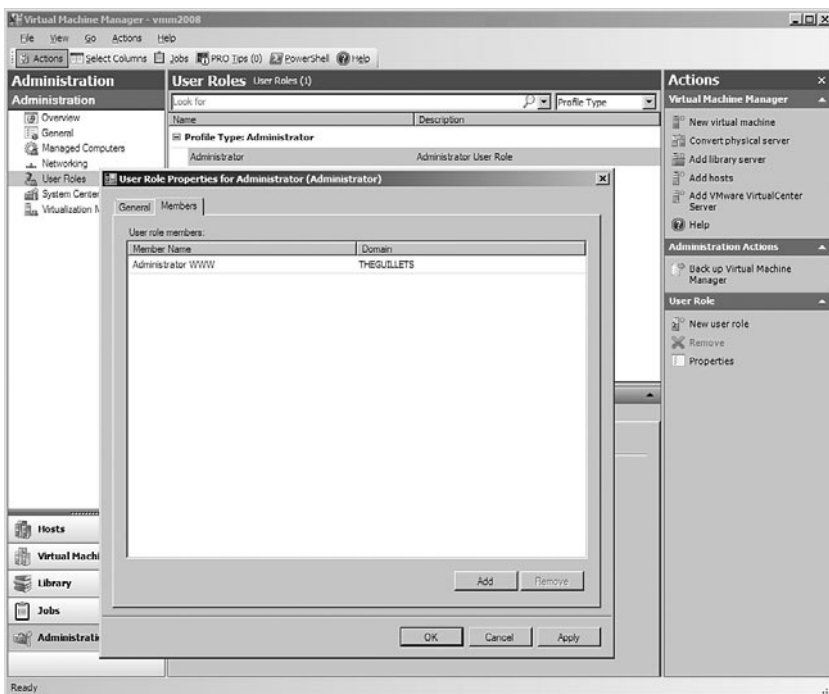 Virtual Machine Manager - vmm2008
File View Go Actions Help
Actions Select Columns Jobs PRO Tips (0) PowerShell Help
Administration
Administration
Overview
General
Managed Computers
Networking
User Roles
System Center
Virtualization M
User Roles User Roles (1)
Look for Profile Type
Name Description
Profile Type: Administrator
Administrator Administrator User Role
User Role Properties for Administrator (Administrator)
General Members
User role members:
Member Name Domain
Administrator WWW THEGUILLETS
Add Remove
OK Cancel Apply
Hosts
Virtual Machi
Library
Jobs
Administrati
Actions
Virtual Machine Manager
New virtual machine
Convert physical server
Add library server
Add hosts
Add VMware VirtualCenter
Server
Help
Administration Actions
Back up Virtual Machine
Manager
User Role
New user role
Remove
Properties
Ready